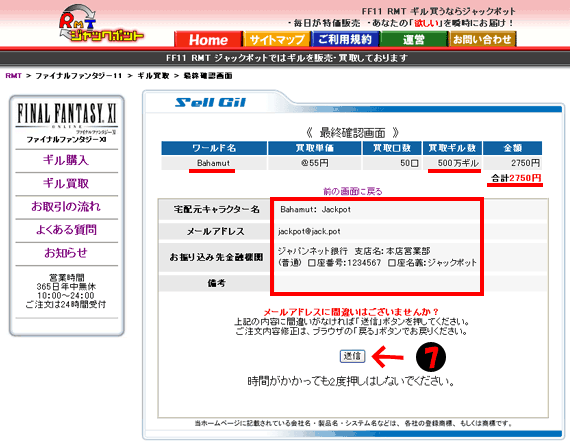 FF11 RMT ギル買うならジャックポット
・毎日が特価販売 ・あなたの「欲しい」を瞬時にお届け！
RMT ジャックポット
Home サイトマップ ご利用規約 運営 お問い合わせ
FF11 RMT ジャックポットではギルを販売・買取しております
RMT > ファイナルファンタジー11 > ギル買取 > 最終確認画面
FINAL FANTASY XI
ONLINE ファイナルファンタジーXI
ファイナルファンタジーXI
ギル購入
ギル買取
お取引の流れ
よくある質問
お知らせ
営業時間
365日年中無休
10:00～24:00
ご注文は24時間受付
Sell Gil
《 最終確認画面 》
ワールド名 買取単価 買取口数 買取ギル数 金額
Bahamut @55円 50口 500万ギル 2750円
合計2750円
前の画面に戻る
宅配元キャラクター名 Bahamut: Jackpot
メールアドレス jackpot@jack.pot
お振り込み先金融機関 ジャパンネット銀行 支店名:本店営業部
(普通) 口座番号:1234567 口座名義:ジャックポット
備考
メールアドレスに間違いはございませんか？
上記の内容に間違いがなければ「送信」ボタンを押してください。
ご注文内容修正は、ブラウザの「戻る」ボタンでお戻りください。
送信 7
時間がかかっても2度押しはしないでください。
当ホームページに記載されている会社名・製品名・システム名などは、各社の登録商標、もしくは商標です。